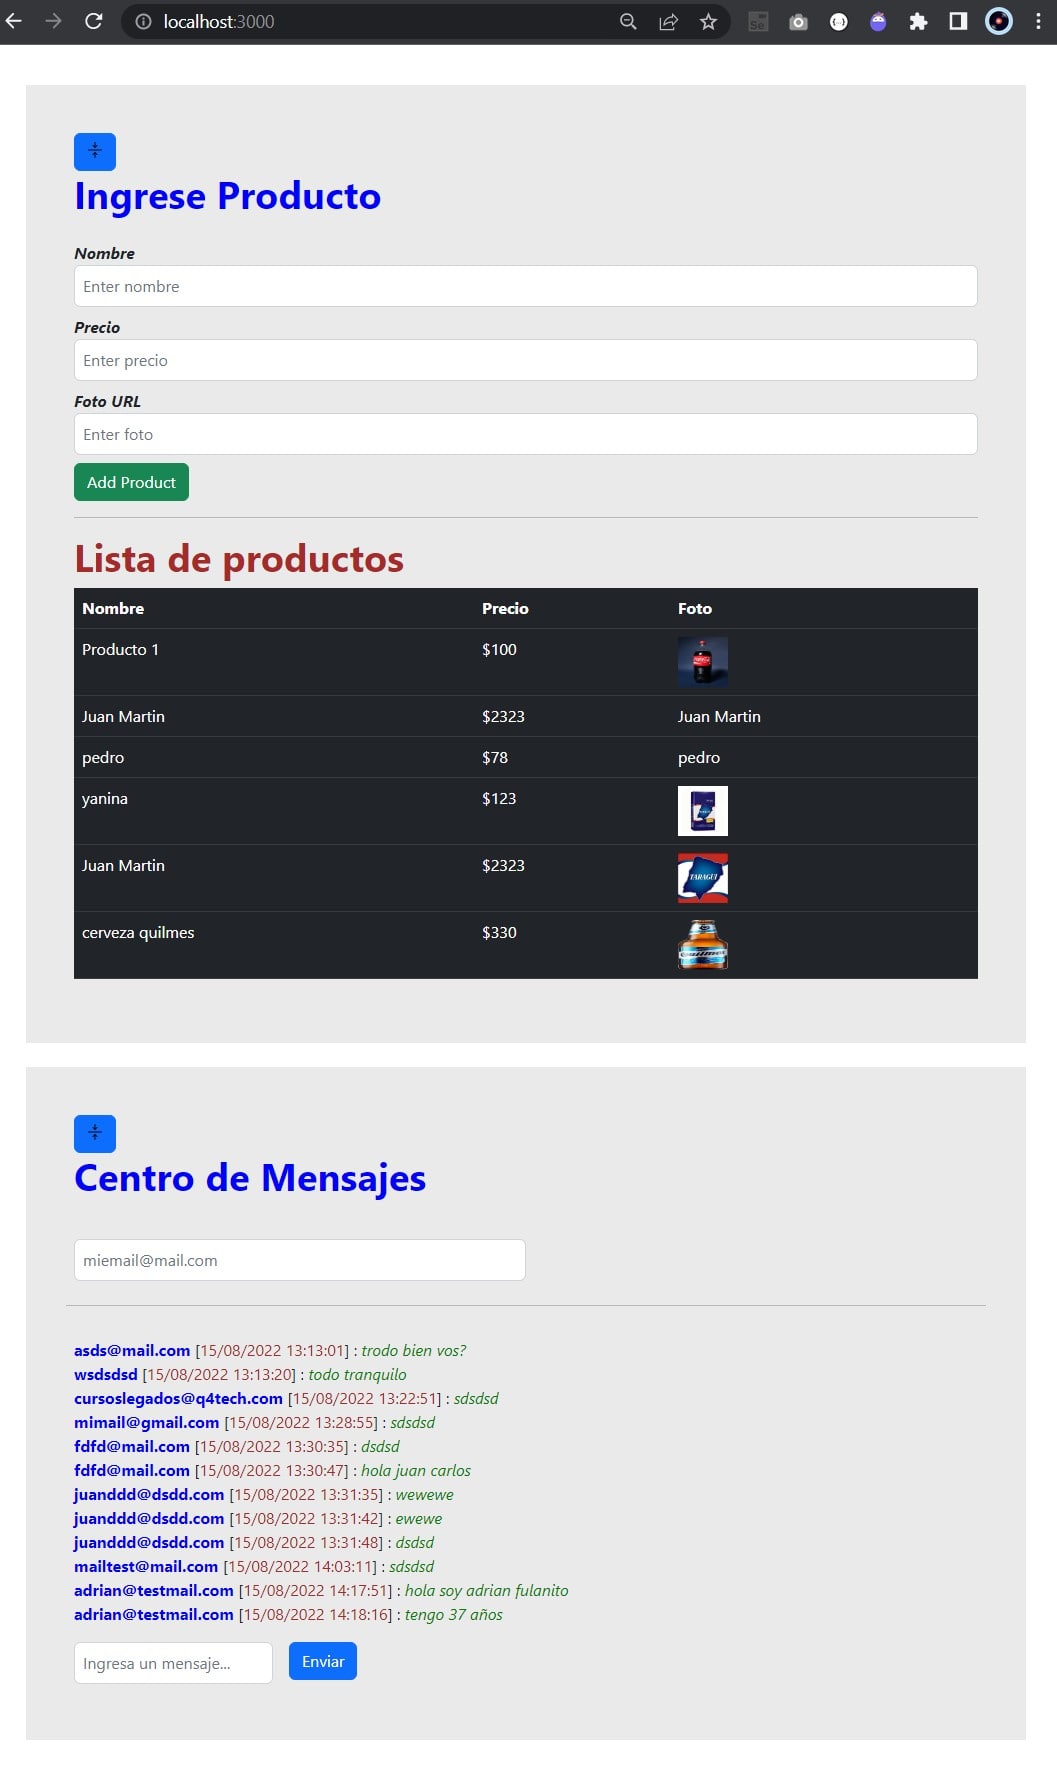 localhost:3000
Ingrese Producto
Nombre
Enter nombre
Precio
Enter precio
Foto URL
Enter foto
Add Product
Lista de productos
Nombre Precio Foto
Producto 1 $100
Juan Martin $2323 Juan Martin
pedro $78 pedro
yanina $123
Juan Martin $2323
TARAGUI
cerveza quilmes $330
Quilmes
Centro de Mensajes
miemail@mail.com
asds@mail.com [15/08/2022 13:13:01] : trodo bien vos?
wsdsdsd [15/08/2022 13:13:20] : todo tranquilo
cursoslegados@q4tech.com [15/08/2022 13:22:51] : sdsdsd
mimail@gmail.com [15/08/2022 13:28:55] : sdsdsd
fdfd@mail.com [15/08/2022 13:30:35] : dsdsd
fdfd@mail.com [15/08/2022 13:30:47] : hola juan carlos
juanddd@dsdd.com [15/08/2022 13:31:35] : wewewe
juanddd@dsdd.com [15/08/2022 13:31:42] : ewewe
juanddd@dsdd.com [15/08/2022 13:31:48] : dsdsd
mailtest@mail.com [15/08/2022 14:03:11] : sdsdsd
adrian@testmail.com [15/08/2022 14:17:51] : hola soy adrian fulanito
adrian@testmail.com [15/08/2022 14:18:16] : tengo 37 años
Ingresa un mensaje... Enviar